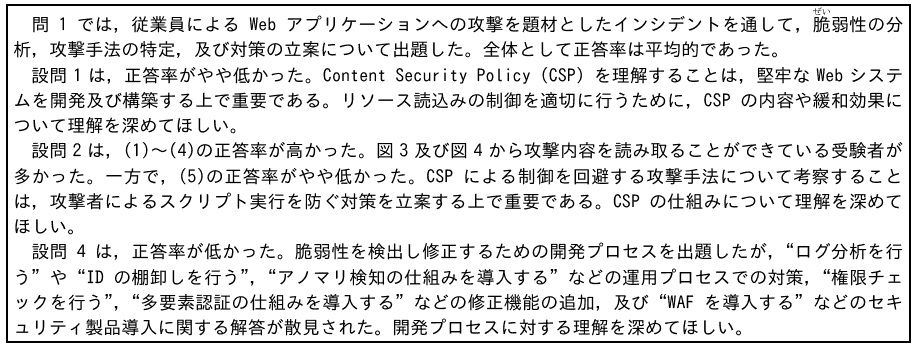 ぜい
問 1 では，従業員による Web アプリケーションへの攻撃を題材としたインシデントを通して，脆弱性の分
析，攻撃手法の特定，及び対策の立案について出題した。全体として正答率は平均的であった。
設問 1 は，正答率がやや低かった。Content Security Policy（CSP）を理解することは，堅牢な Web システ
ムを開発及び構築する上で重要である。リソース読込みの制御を適切に行うために，CSP の内容や緩和効果に
ついて理解を深めてほしい。
設問 2 は，(1)～(4)の正答率が高かった。図 3 及び図 4 から攻撃内容を読み取ることができている受験者が
多かった。一方で，(5)の正答率がやや低かった。CSP による制御を回避する攻撃手法について考察すること
は，攻撃者によるスクリプト実行を防ぐ対策を立案する上で重要である。CSP の仕組みについて理解を深めて
ほしい。
設問 4 は，正答率が低かった。脆弱性を検出し修正するための開発プロセスを出題したが，“ログ分析を行
う”や“ID の棚卸しを行う”，“アノマリ検知の仕組みを導入する”などの運用プロセスでの対策，“権限チェ
ックを行う”，“多要素認証の仕組みを導入する”などの修正機能の追加，及び“WAF を導入する”などのセキ
ュリティ製品導入に関する解答が散見された。開発プロセスに対する理解を深めてほしい。